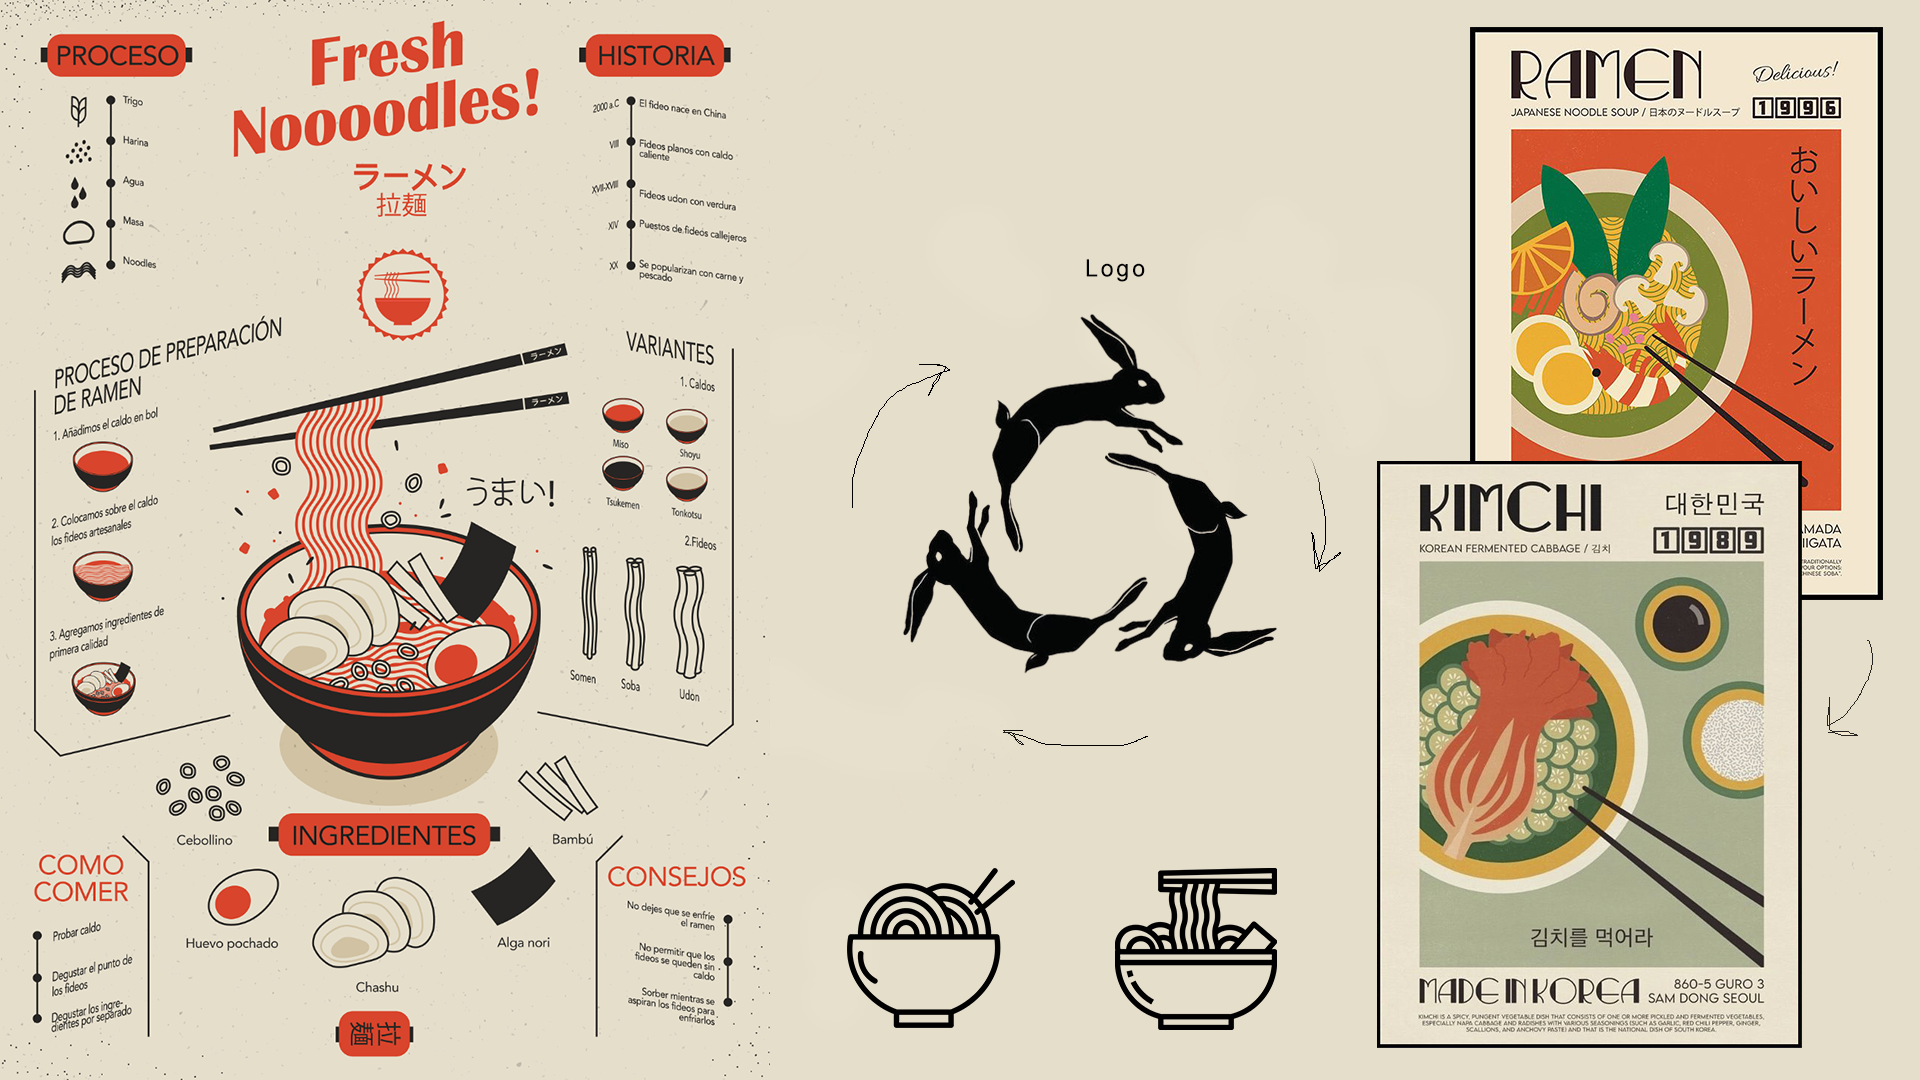 PROCESO
Trigo
Harina
Agua
Masa
Noodles
Fresh
Noooodles!
ラーメン
拉麺
HISTORIA
2000 a.C
El fideo nace en China
VIII
Fideos planos con caldo
caliente
XVII-XVIII
Fideos udon con verdura
XIV
Puestos de fideos callejeros
XX
Se popularizan con carne y
pescado
PROCESO DE PREPARACIÓN
DE RAMEN
1. Añadimos el caldo en bol
2. Colocamos sobre el caldo
los fideos artesanales
3. Agregamos ingredientes de
primera calidad
ラーメン
ラーメン
うまい!
VARIANTES
1. Caldos
Miso
Shoyu
Tsukemen
Tonkotsu
2.Fideos
Somen
Soba
Udon
Cebollino
INGREDIENTES
Bambú
Huevo pochado
Chashu
Alga nori
拉麺
COMO
COMER
Probar caldo
Degustar el punto de
los fideos
Degustar los ingre-
dientes por separado
CONSEJOS
No dejes que se enfríe
el ramen
No permitir que los
fideos se queden sin
caldo
Sorber mientras se
aspiran los fideos para
enfriarlos
Logo
RAMEN
Delicious!
JAPANESE NOODLE SOUP / 日本のヌードルスープ
1996
おいしいラーメン
AMADA
IIGATA
TRADITIONALLY
YOUR OPTIONS:
CHINESE SOBA".
KIMCHI
대한민국
KOREAN FERMENTED CABBAGE / 김치
1989
김치를 먹어라
MADE IN KOREA
860-5 GURO 3
SAM DONG SEOUL
KIMCHI IS A SPICY, PUNGENT VEGETABLE DISH THAT CONSISTS OF ONE OR MORE PICKLED AND FERMENTED VEGETABLES,
ESPECIALLY NAPA CABBAGE AND RADISHES WITH VARIOUS SEASONINGS (SUCH AS GARLIC, RED CHILI PEPPER, GINGER,
SCALLIONS, AND ANCHOVY PASTE) AND THAT IS THE NATIONAL DISH OF SOUTH KOREA.